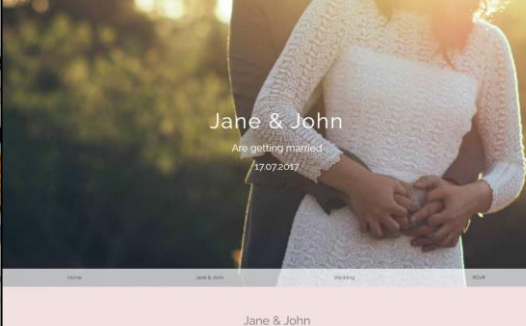 Jane & John
Are getting married
17.07.2017
Home
Jane & John
Wedding
RSVP
Jane & John